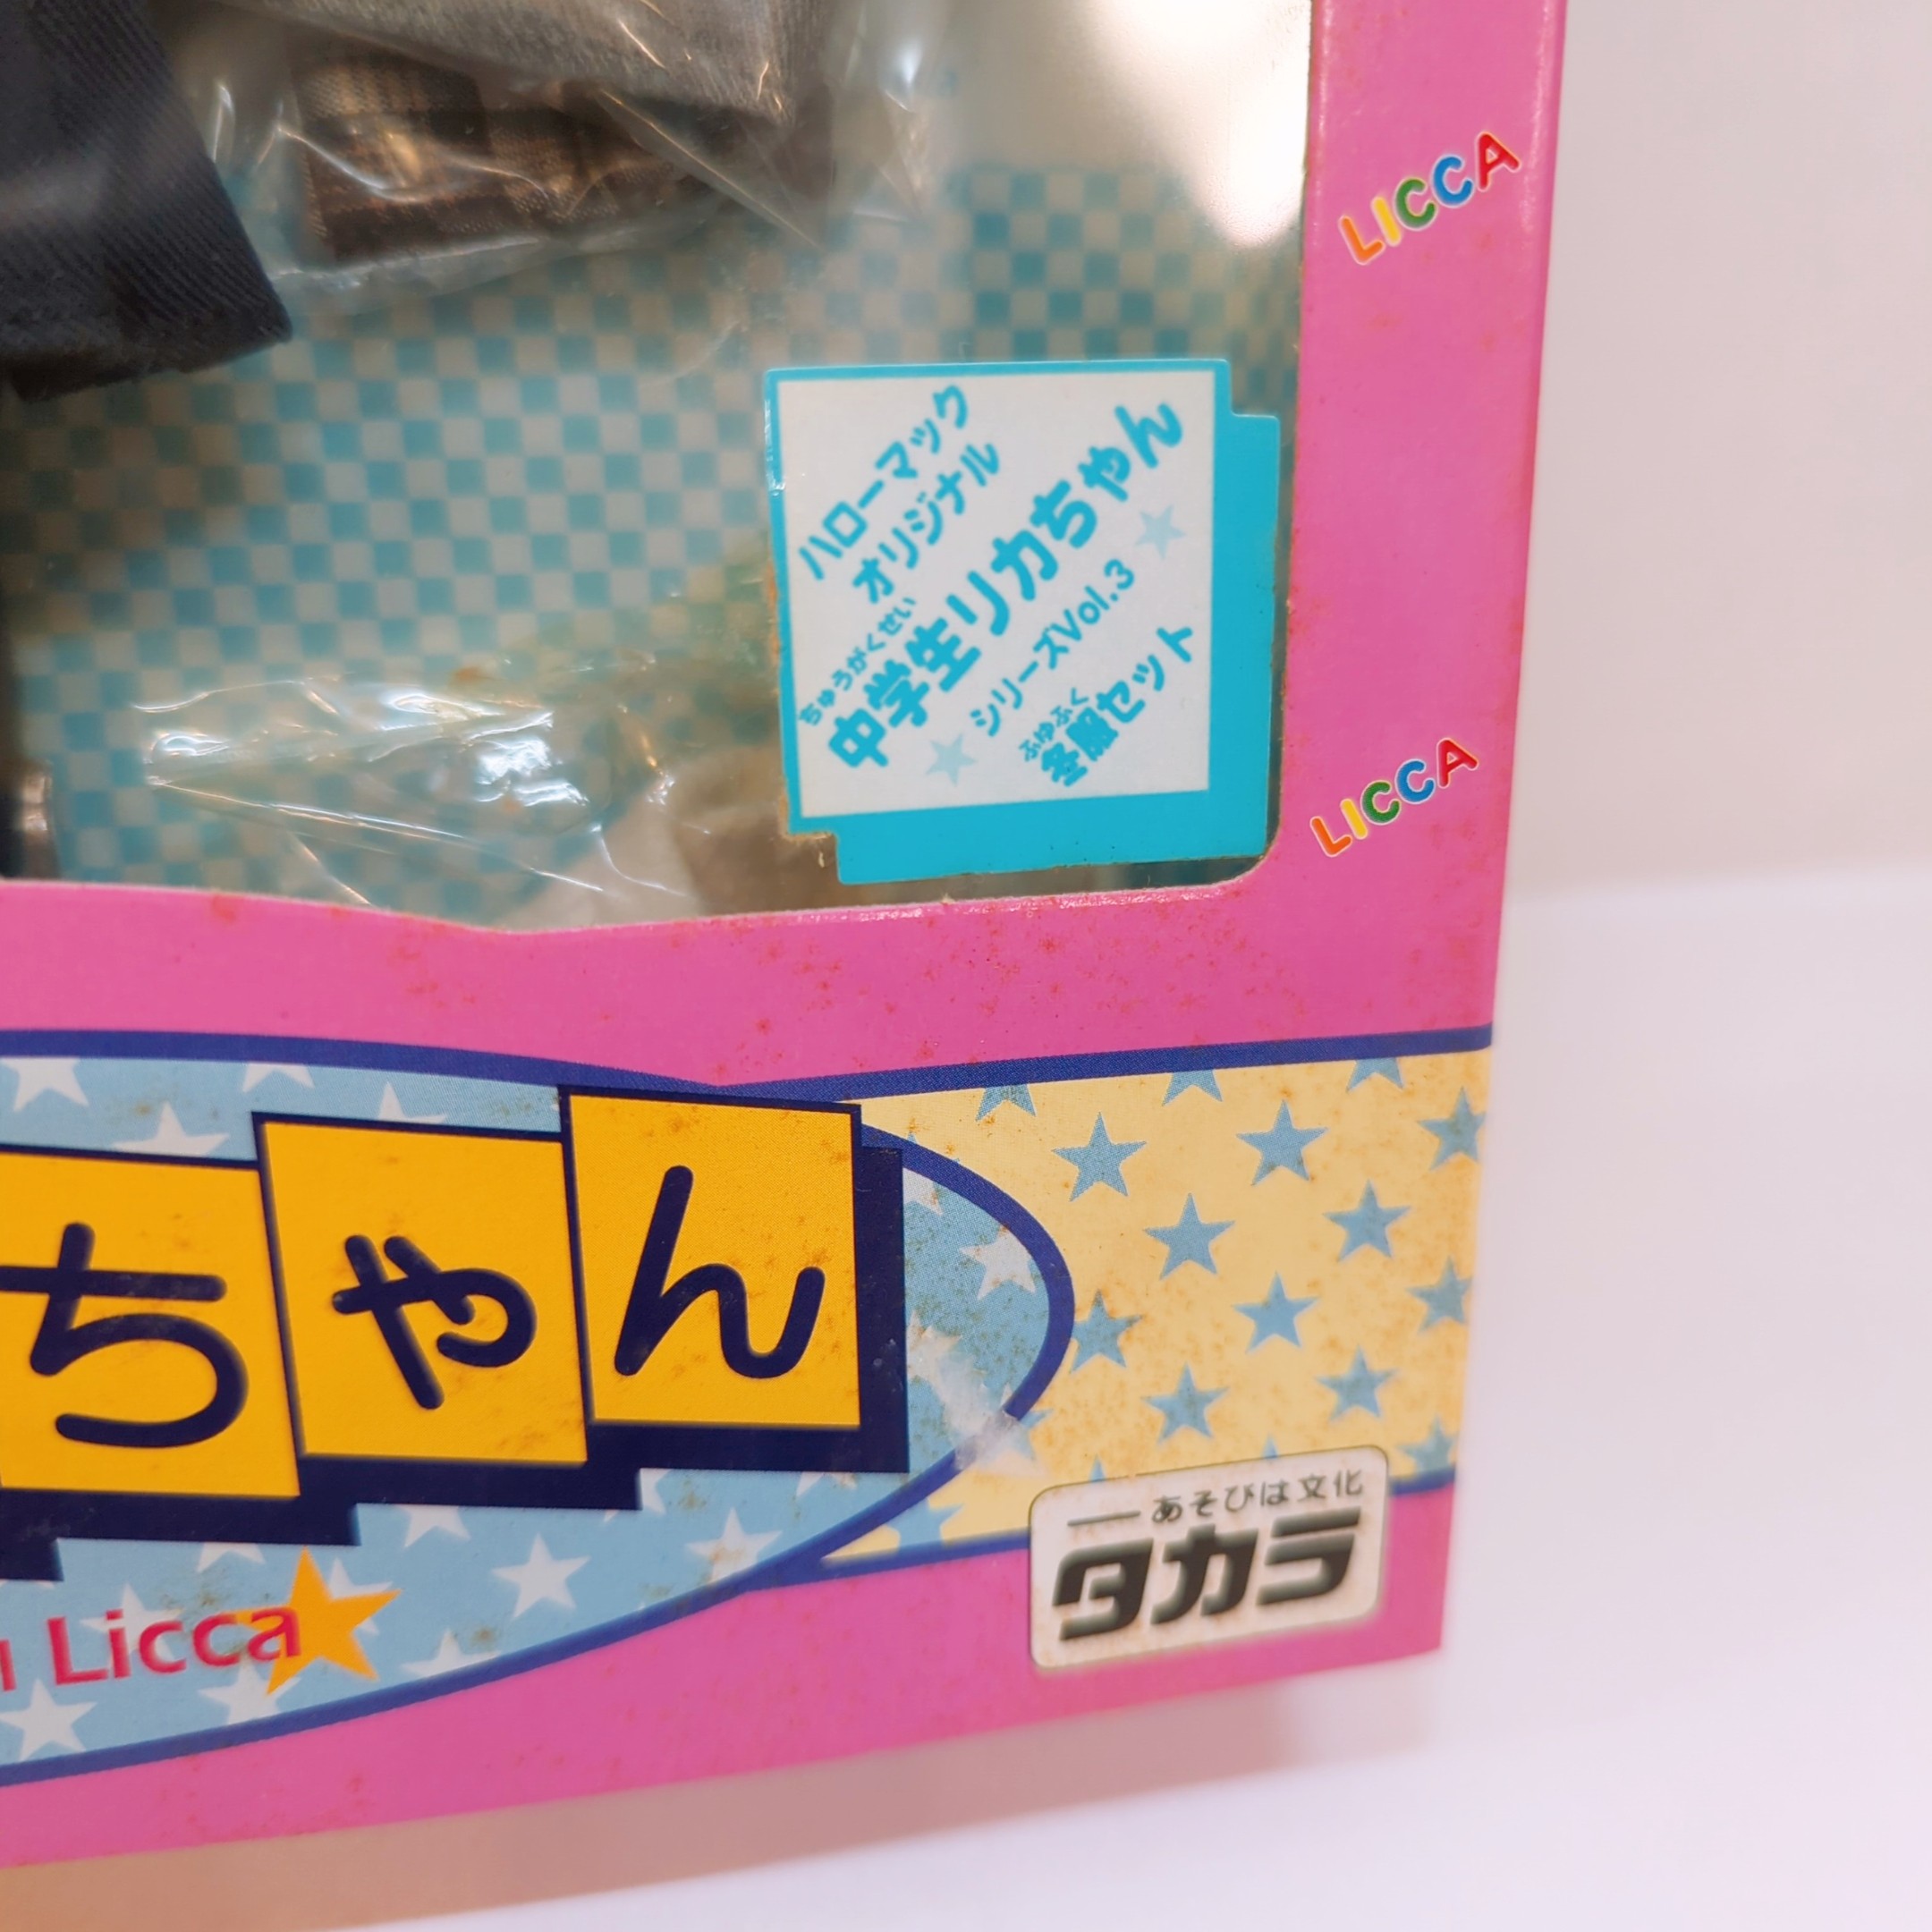 LICCA
ハローマック
オリジナル
ちゅうがくせい
中学生リカちゃん
シリーズVol.3
ふゆふく
冬服セット
LICCA
ちゃん
Licca
あそびは文化
タカラ